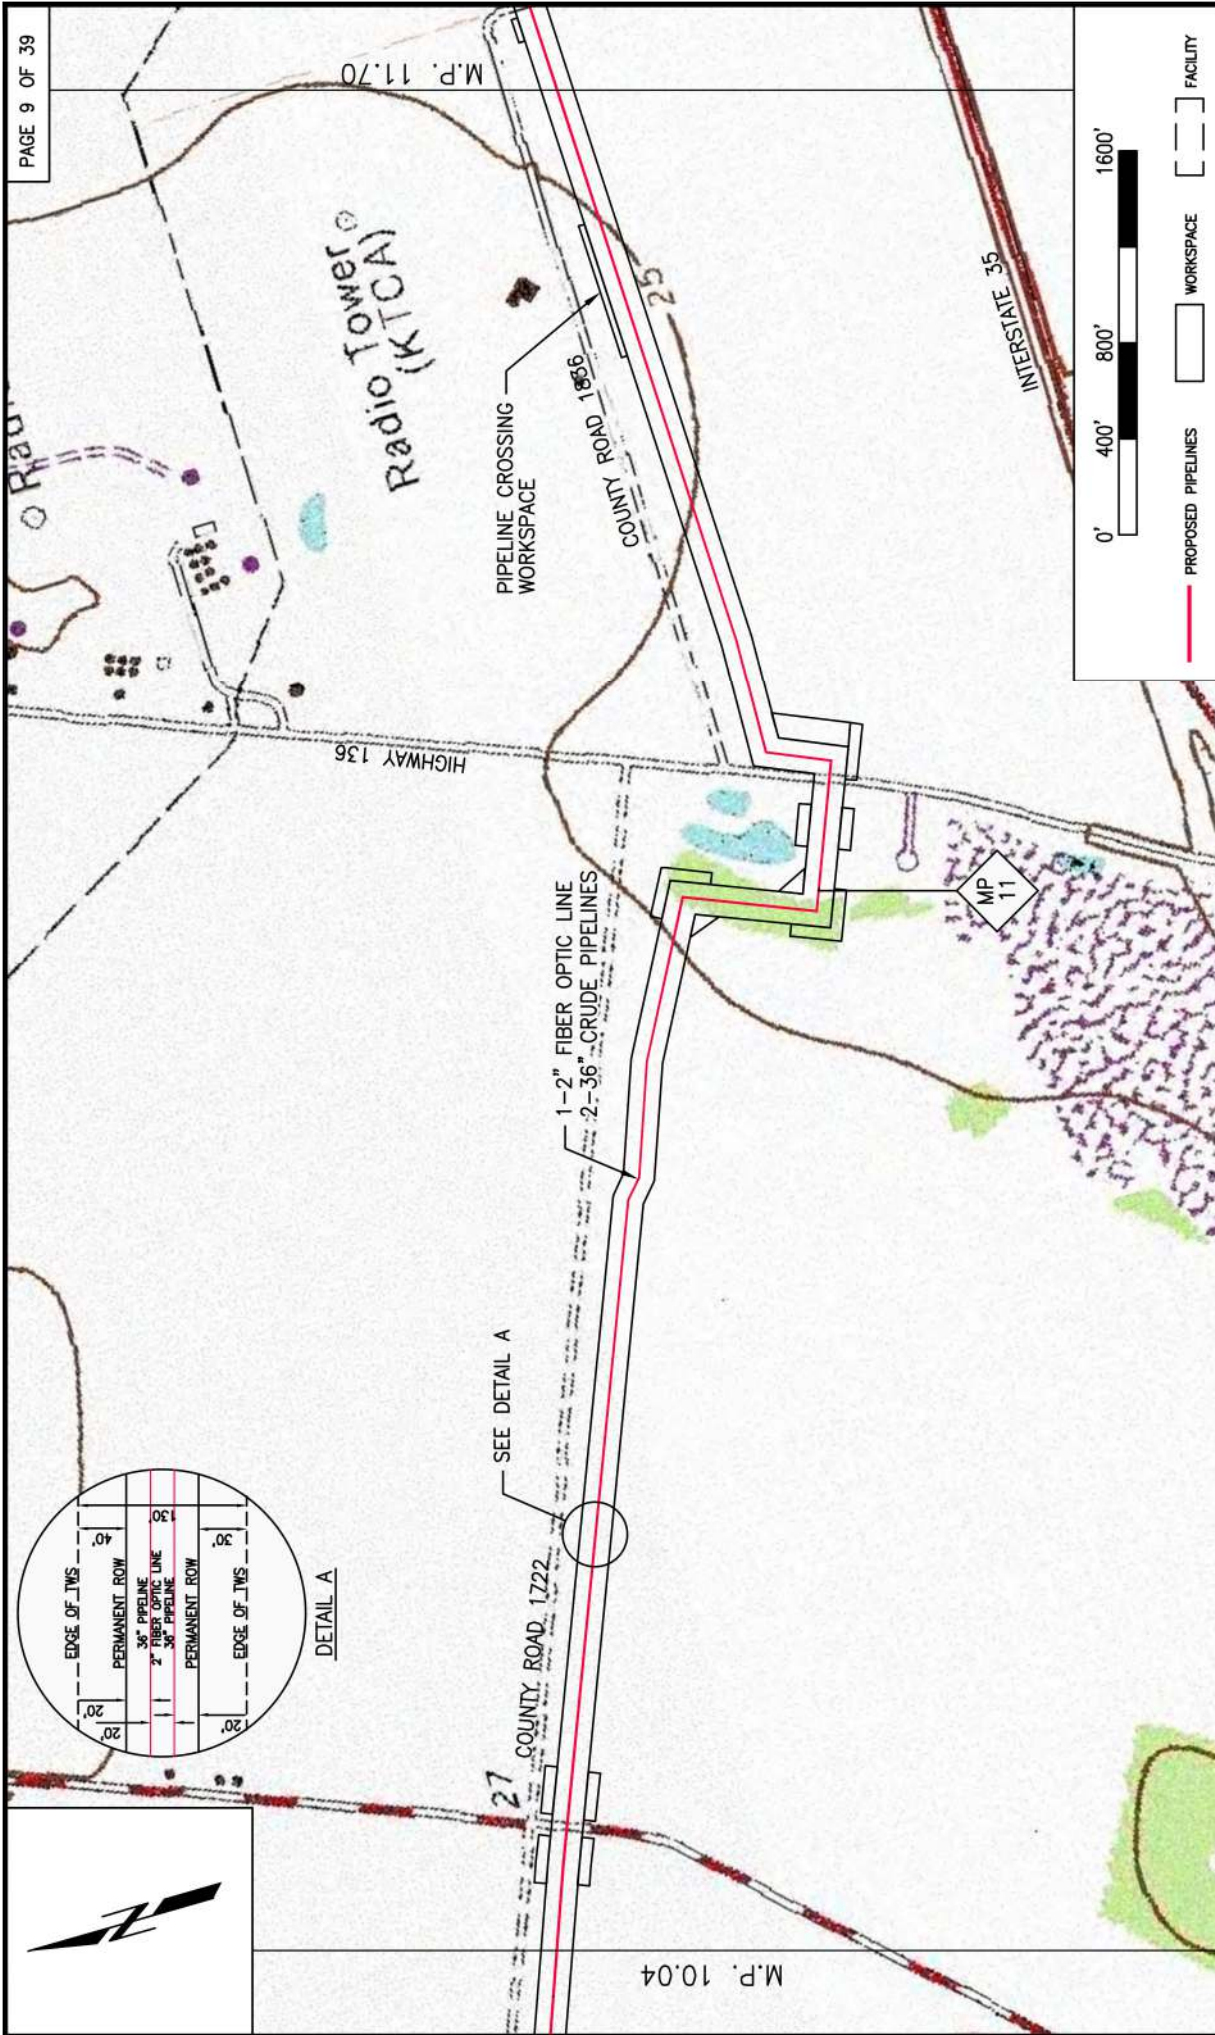 PAGE 9 OF 39
M.P. 11.70
Radio Tower
(KTCA)
PIPELINE CROSSING
WORKSPACE
COUNTY ROAD 1836
25
INTERSTATE 35
HIGHWAY 136
1-2" FIBER OPTIC LINE
2-36" CRUDE PIPELINES
MP
11
SEE DETAIL A
COUNTY ROAD 1722
27
M.P. 10.04
EDGE OF TWS
PERMANENT ROW
36" PIPELINE
2" FIBER OPTIC LINE
36" PIPELINE
PERMANENT ROW
EDGE OF TWS
20'
20'
20'
40'
130'
30'
DETAIL A
N
0'
400'
800'
1600'
PROPOSED PIPELINES
WORKSPACE
FACILITY